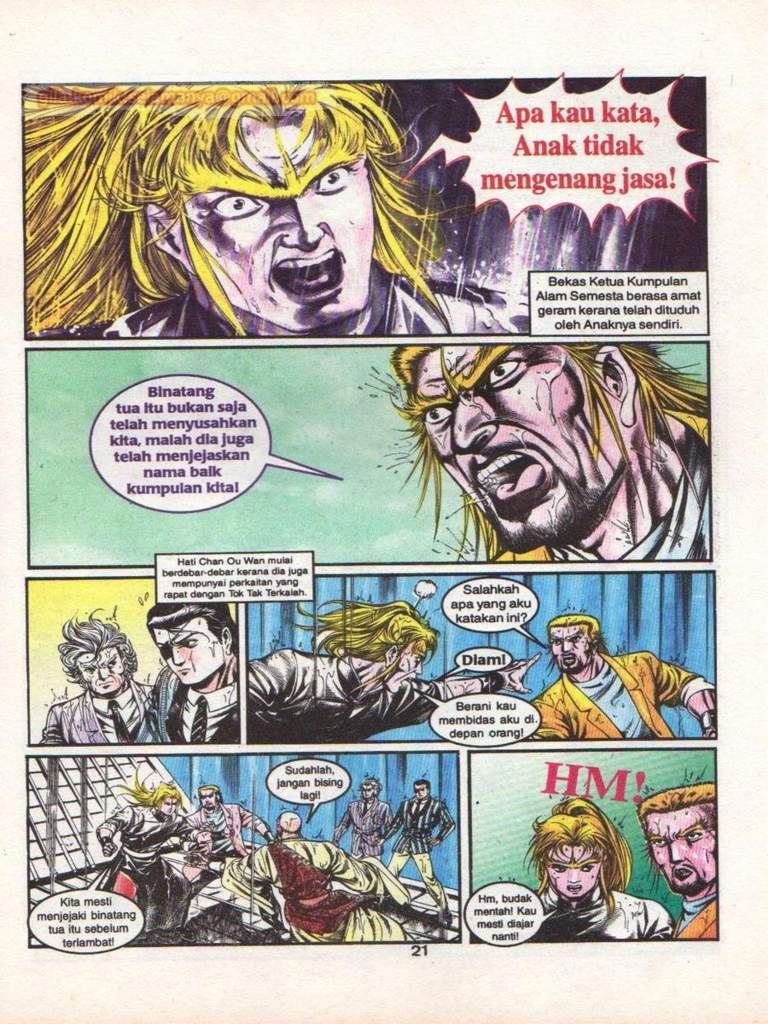 Apa kau kata,
Anak tidak
mengenang jasa!
Bekas Ketua Kumpulan
Alam Semesta berasa amat
geram kerana telah dituduh
oleh Anaknya sendiri.
Binatang
tua itu bukan saja
telah menyusahkan
kita, malah dia juga
telah menjejaskan
nama baik
kumpulan kita!
Hati Chan Ou Wan mulai
berdebar-debar kerana dia juga
mempunyai perkaitan yang
rapat dengan Tok Tak Terkalah.
Salahkah
apa yang aku
katakan ini?
Diam!
Berani kau
membidas aku di
depan orang!
Sudahlah,
jangan bising
lagi!
Kita mesti
menjejaki binatang
tua itu sebelum
terlambat!
HM!
Hm, budak
mentah! Kau
mesti diajar
nanti!
21